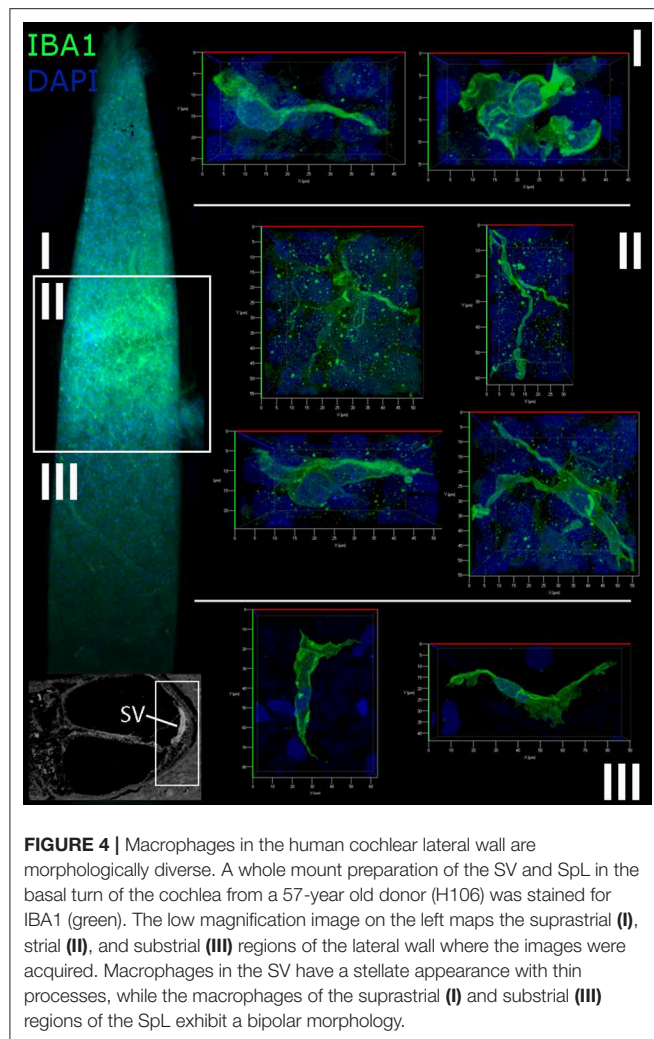 IBA1
DAPI
I
I
II
II
III
SV
III
FIGURE 4 | Macrophages in the human cochlear lateral wall are
morphologically diverse. A whole mount preparation of the SV and SpL in the
basal turn of the cochlea from a 57-year old donor (H106) was stained for
IBA1 (green). The low magnification image on the left maps the suprastrial (I),
strial (II), and substrial (III) regions of the lateral wall where the images were
acquired. Macrophages in the SV have a stellate appearance with thin
processes, while the macrophages of the suprastrial (I) and substrial (III)
regions of the SpL exhibit a bipolar morphology.